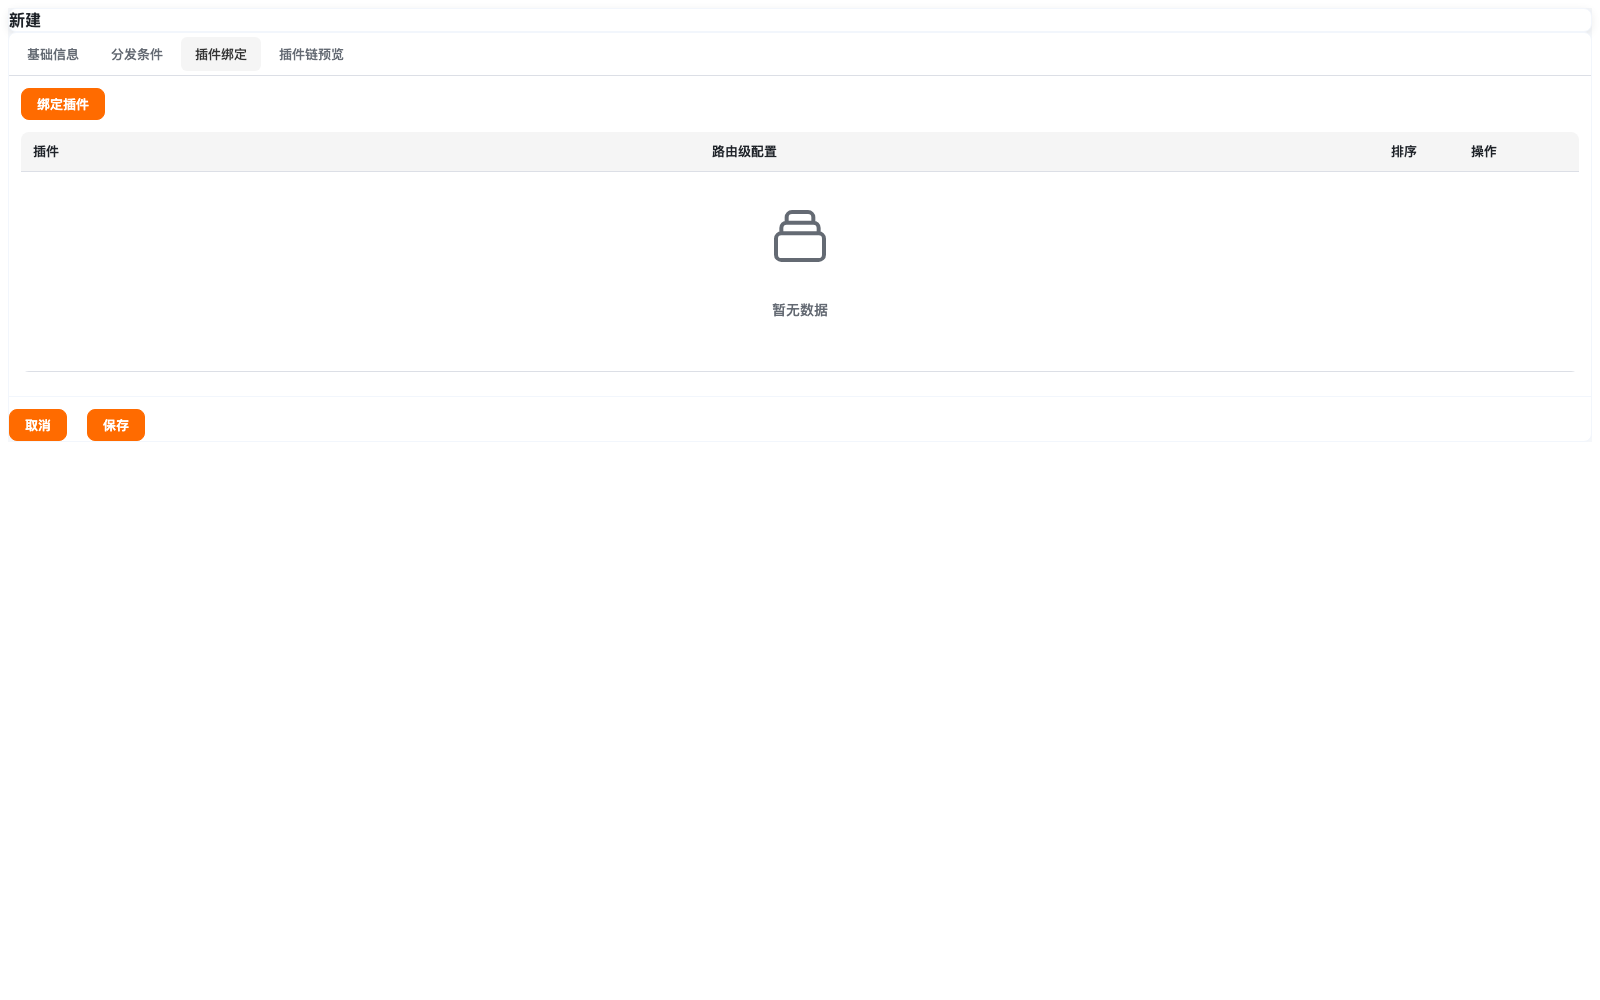 新建
基础信息 分发条件 插件绑定 插件链预览
绑定插件
插件 路由级配置 排序 操作
暂无数据
取消 保存